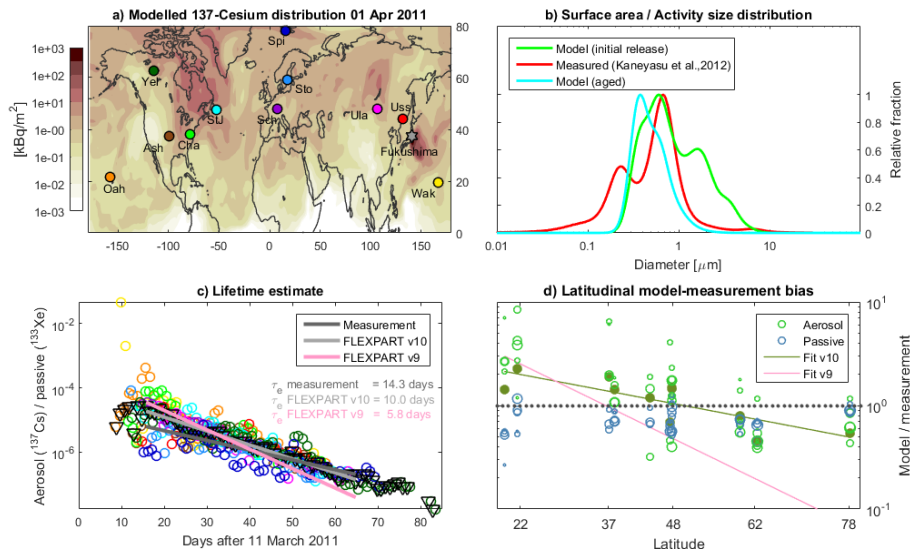 a) Modelled 137-Cesium distribution 01 Apr 2011
[kBq/m²]
1e+03
1e+02
1e+01
1e-00
1e-01
1e-02
1e-03
Spi
Yel
Sto
StJ
Sch
Ula
Uss
Ash
Cha
Fukushima
Oah
Wak
80
60
40
20
0
-150 -100 -50 0 50 100 150
b) Surface area / Activity size distribution
Model (initial release)
Measured (Kaneyasu et al.,2012)
Model (aged)
1
0.8
0.6
0.4
0.2
0
Relative fraction
0.01 0.1 1 10
Diameter [μm]
c) Lifetime estimate
Aerosol (¹³⁷Cs) / passive (¹³³Xe)
10⁻²
10⁻⁴
10⁻⁶
Measurement
FLEXPART v10
FLEXPART v9
τₑ measurement = 14.3 days
τₑ FLEXPART v10 = 10.0 days
τₑ FLEXPART v9 = 5.8 days
0 10 20 30 40 50 60 70 80
Days after 11 March 2011
d) Latitudinal model-measurement bias
Aerosol
Passive
Fit v10
Fit v9
10¹
10⁰
10⁻¹
Model / measurement
22 37 48 62 78
Latitude